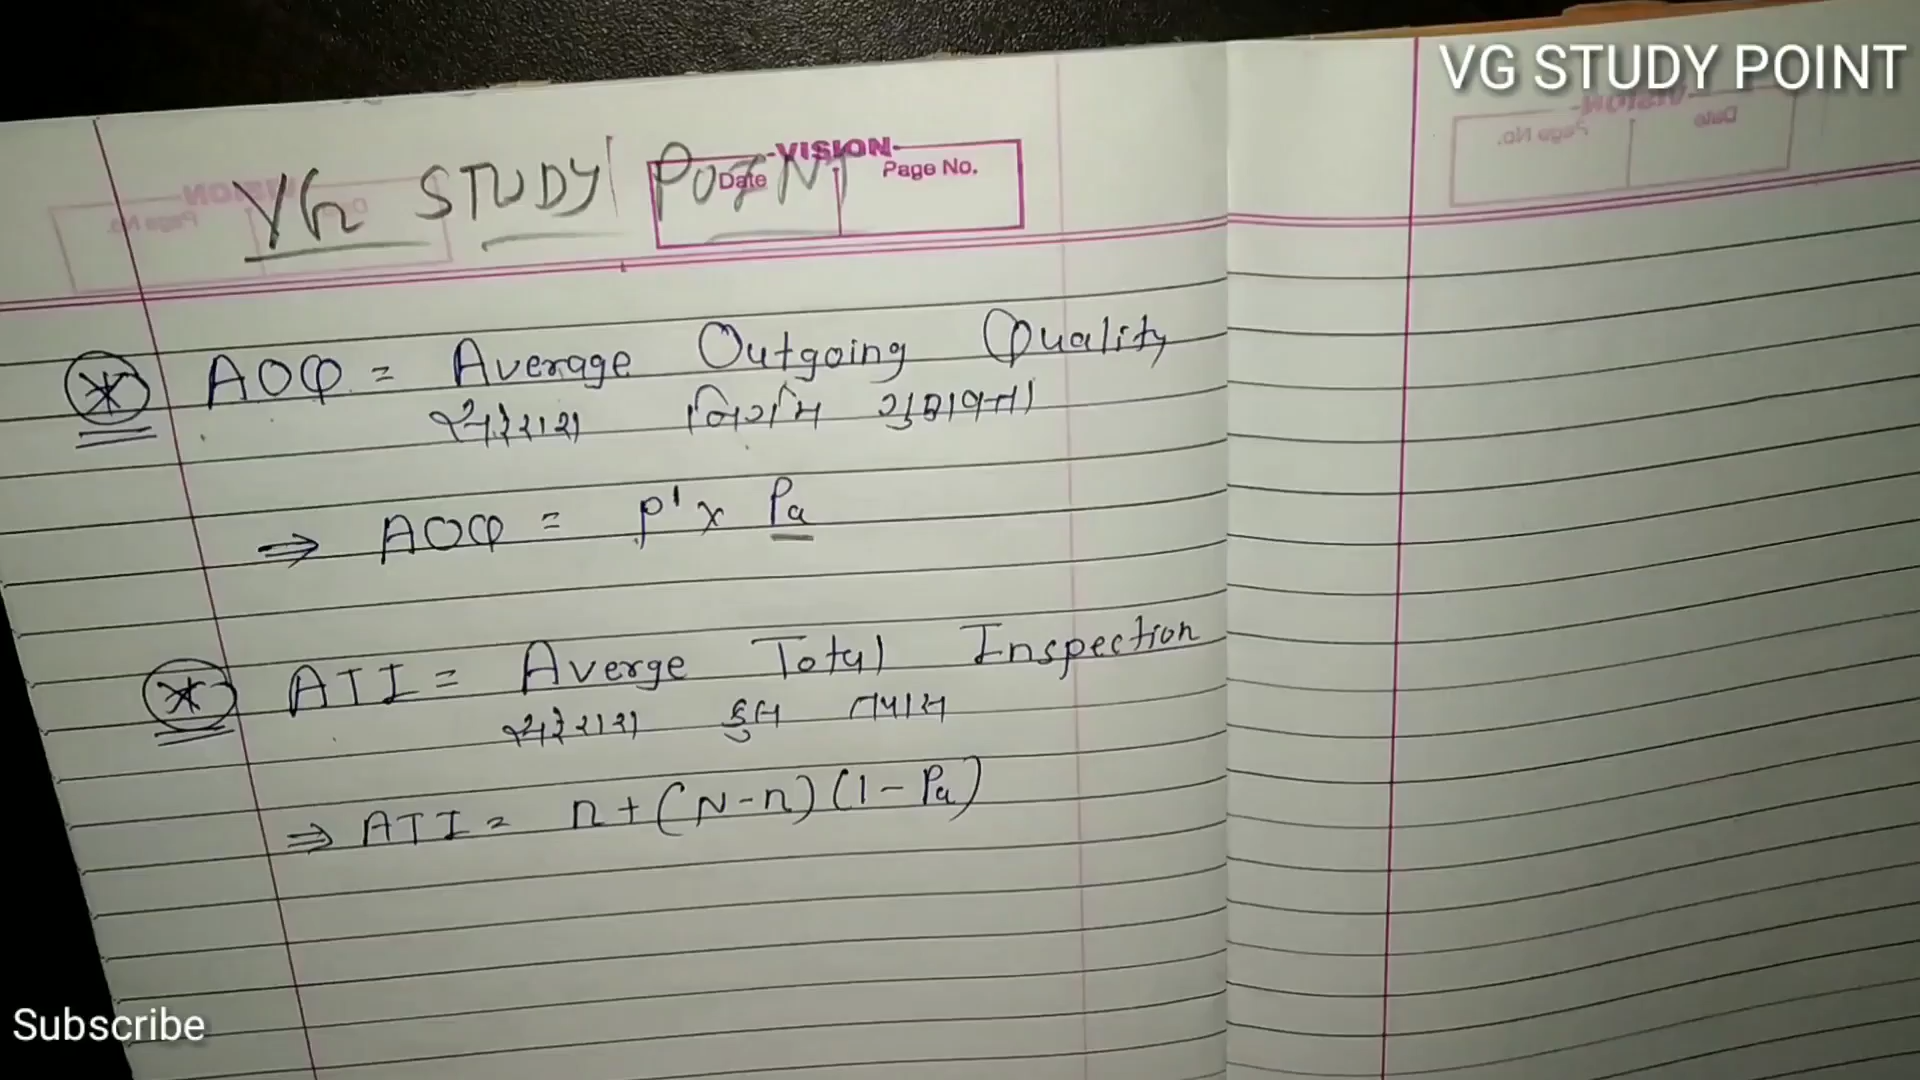 VG STUDY POINT
-VISION-
Date Page No.
VG STUDY POINT
AOQ = Average Outgoing Quality
સરેરાશ નિર્ગમ ગુણવત્તા
⇒ AOQ = p' x Pa
ATI = Averge Total Inspection
સરેરાશ કુલ તપાસ
⇒ ATI = n + (N-n) (1 - Pa)
Subscribe